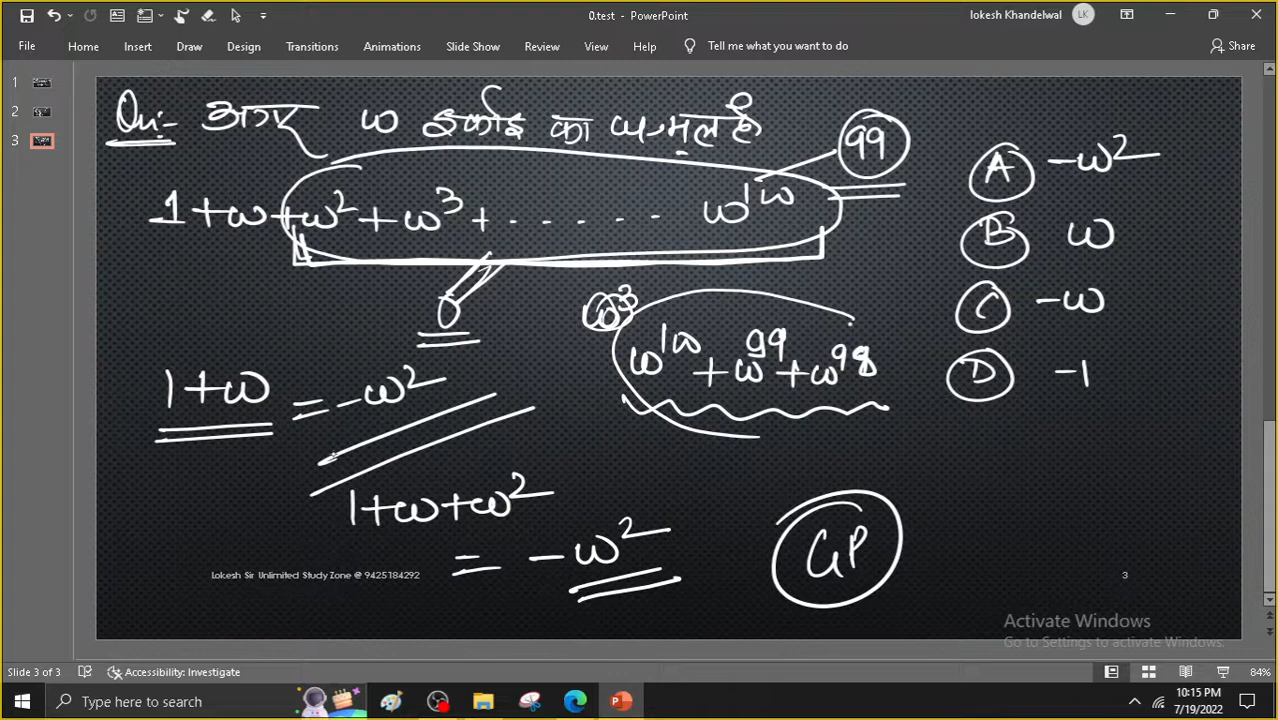 0.test - PowerPoint
lokesh Khandelwal LK
File Home Insert Draw Design Transitions Animations Slide Show Review View Help Tell me what you want to do Share
1
2
3
Qu:- अगर ω इकाई का घनमूल है
1+ω+ω²+ω³+ . . . . . . ω¹⁰⁰
99
0
ω³
ω¹⁰⁰+ω⁹⁹+ω⁹⁸
1+ω = -ω²
1+ω+ω²
= -ω²
GP
A -ω²
B ω
C -ω
D -1
Lokesh Sir Unlimited Study Zone @ 9425184292
3
Activate Windows
Go to Settings to activate Windows.
Slide 3 of 3 Accessibility: Investigate 84%
Type here to search
10:15 PM
7/19/2022